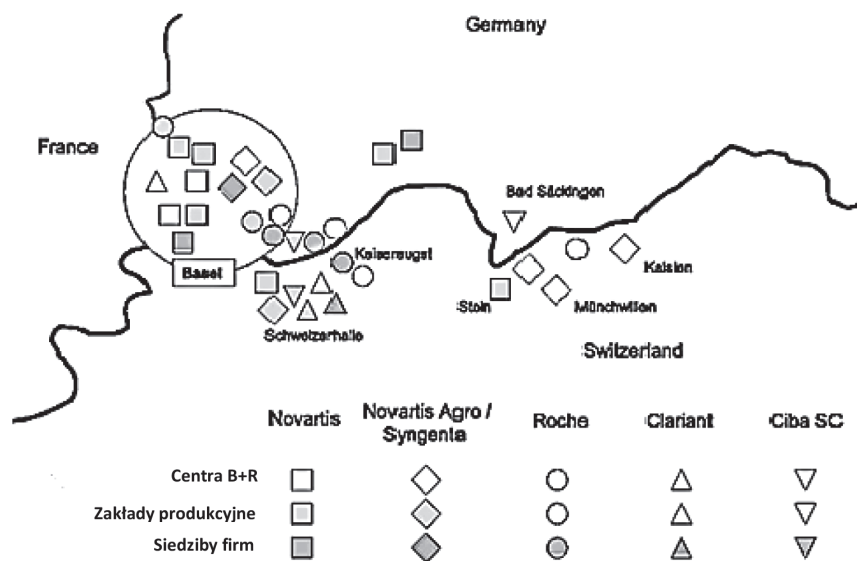 Germany
France
Bad Säckingen
Kaiseraugst
Basel
Kaisten
Stein
Münchwilen
Schweizerhalle
Switzerland
Novartis
Novartis Agro /
Syngenta
Roche
Clariant
Ciba SC
Centra B+R
Zakłady produkcyjne
Siedziby firm